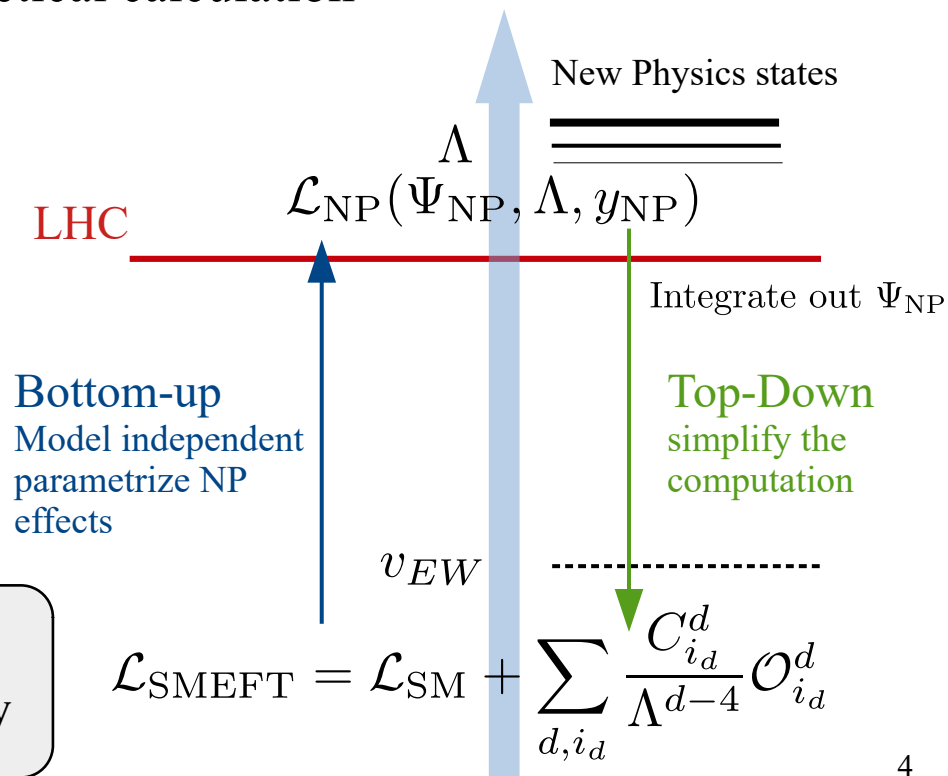 New Physics states
Λ
ℒ_NP(Ψ_NP, Λ, y_NP)
LHC
Integrate out Ψ_NP
Bottom-up
Model independent
parametrize NP
effects
Top-Down
simplify the
computation
v_EW
ℒ_SMEFT = ℒ_SM + ∑_{d,i_d} C^d_{i_d} / Λ^{d−4} 𝒪^d_{i_d}
4